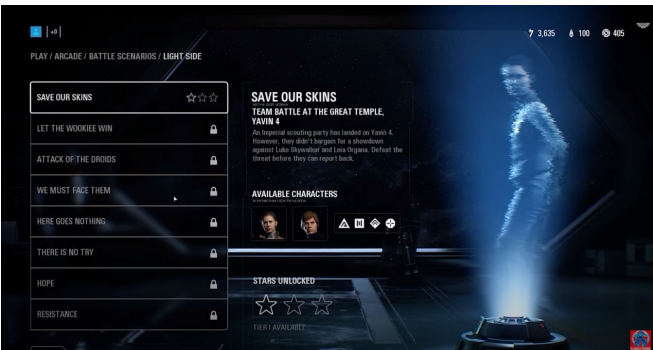 +0
3,635
100
405
PLAY / ARCADE / BATTLE SCENARIOS / LIGHT SIDE
SAVE OUR SKINS
LET THE WOOKIEE WIN
ATTACK OF THE DROIDS
WE MUST FACE THEM
HERE GOES NOTHING
THERE IS NO TRY
HOPE
RESISTANCE
SAVE OUR SKINS
TEAM BATTLE AT THE GREAT TEMPLE,
YAVIN 4
An Imperial scouting party has landed on Yavin 4.
However, they didn't bargain for a showdown
against Luke Skywalker and Leia Organa. Defeat the
threat before they can report back.
AVAILABLE CHARACTERS
STARS UNLOCKED
TIER I AVAILABLE